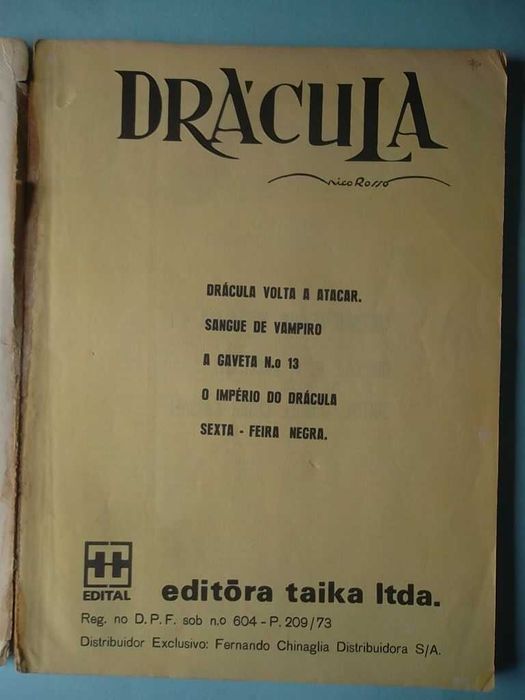 DRÁCULA
nico Rosso
DRÁCULA VOLTA A ATACAR.
SANGUE DE VAMPIRO
A GAVETA N.o 13
O IMPÉRIO DO DRÁCULA
SEXTA - FEIRA NEGRA.
EDITAL
editōra taika ltda.
Reg. no D. P. F. sob n.o 604 - P. 209/73
Distribuidor Exclusivo: Fernando Chinaglia Distribuidora S/A.